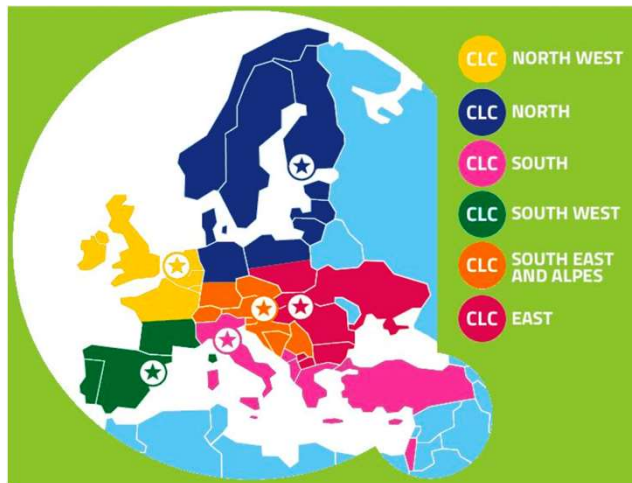 CLC NORTH WEST
CLC NORTH
CLC SOUTH
CLC SOUTH WEST
CLC SOUTH EAST
AND ALPES
CLC EAST